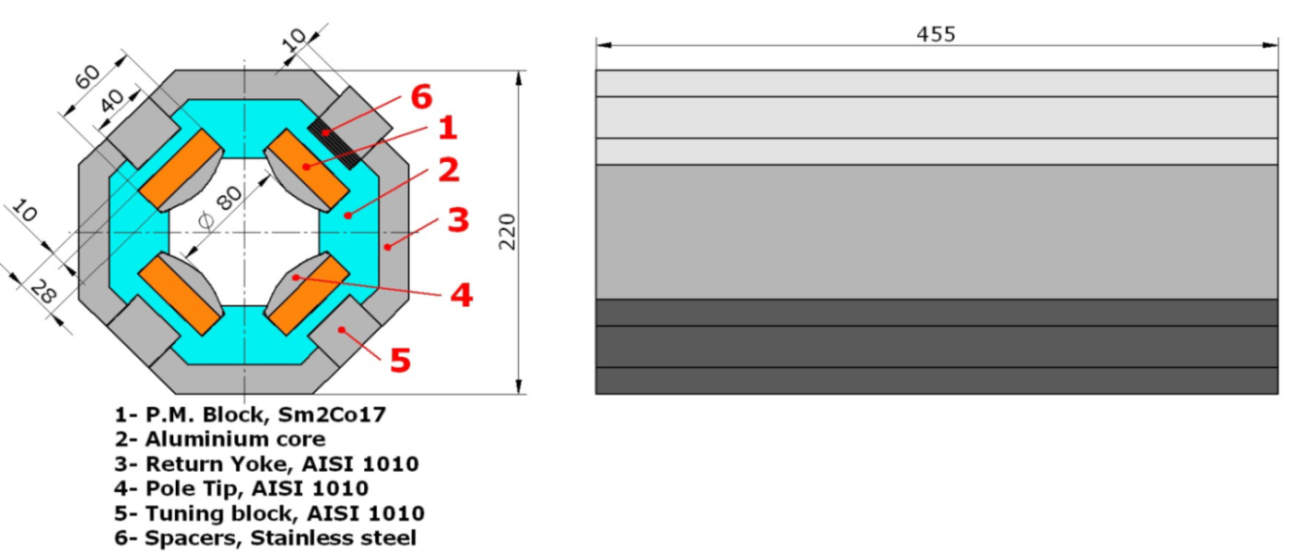 455
10
60
40
6
1
2
3
4
5
⌀ 80
10
28
220
1- P.M. Block, Sm2Co17
2- Aluminium core
3- Return Yoke, AISI 1010
4- Pole Tip, AISI 1010
5- Tuning block, AISI 1010
6- Spacers, Stainless steel